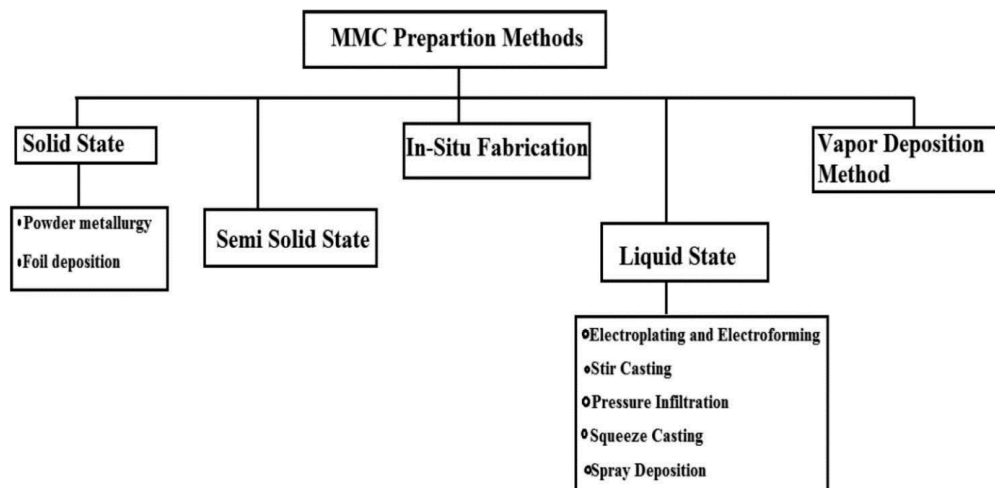 MMC Prepartion Methods
Solid State
In-Situ Fabrication
Vapor Deposition
Method
•Powder metallurgy
•Foil deposition
Semi Solid State
Liquid State
•Electroplating and Electroforming
•Stir Casting
•Pressure Infiltration
•Squeeze Casting
•Spray Deposition